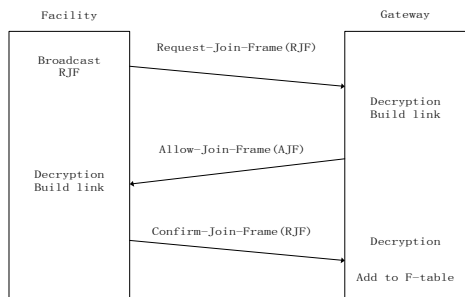 Facility
Gateway
Request-Join-Frame(RJF)
Broadcast
RJF
Decryption
Build link
Allow-Join-Frame(AJF)
Decryption
Build link
Confirm-Join-Frame(RJF)
Decryption
Add to F-table